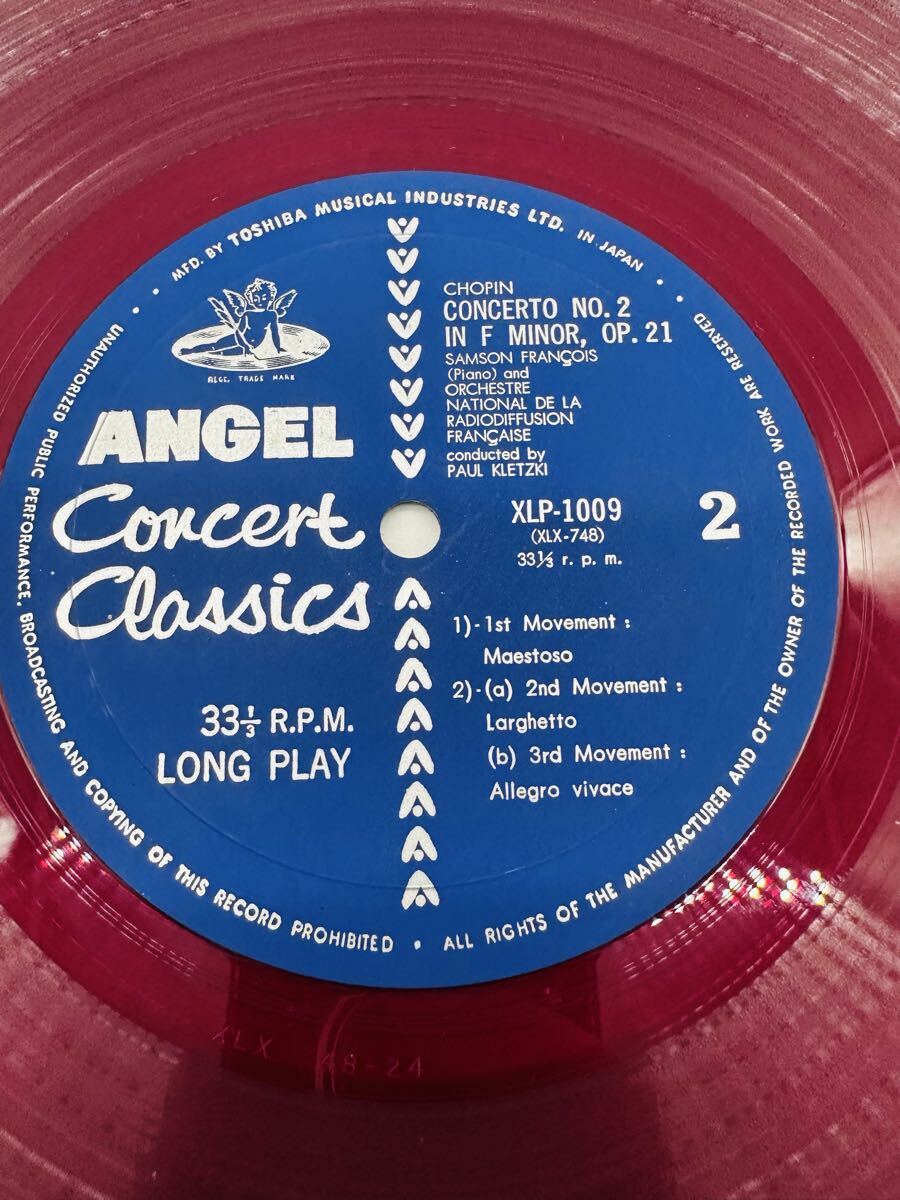 MFD. BY TOSHIBA MUSICAL INDUSTRIES LTD. IN JAPAN
REGC. TRADE MARK
ANGEL
Concert
Classics
33⅓ R.P.M.
LONG PLAY
CHOPIN
CONCERTO NO. 2
IN F MINOR, OP. 21
SAMSON FRANÇOIS
(Piano) and
ORCHESTRE
NATIONAL DE LA
RADIODIFFUSION
FRANÇAISE
conducted by
PAUL KLETZKI
XLP-1009
(XLX-748)
33⅓ r. p. m.
2
1)-1st Movement :
Maestoso
2)-(a) 2nd Movement :
Larghetto
(b) 3rd Movement :
Allegro vivace
UNAUTHORIZED PUBLIC PERFORMANCE, BROADCASTING AND COPYING OF THIS RECORD PROHIBITED • ALL RIGHTS OF THE MANUFACTURER AND OF THE OWNER OF THE RECORDED WORK ARE RESERVED
XLX 48-24